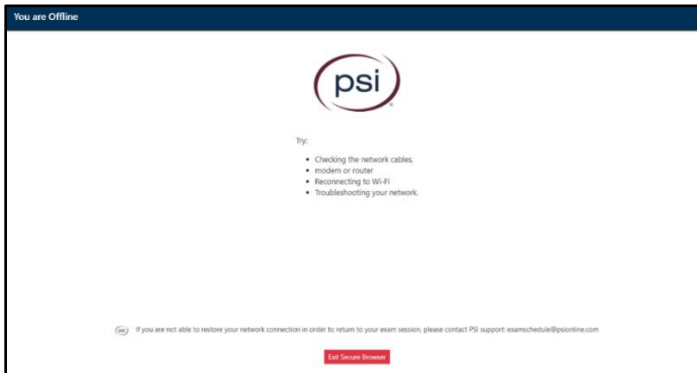 You are Offline
psi
Try:
Checking the network cables,
modem or router
Reconnecting to Wi-Fi
Troubleshooting your network.
psi If you are not able to restore your network connection in order to return to your exam session, please contact PSI support: examschedule@psionline.com
Exit Secure Browser